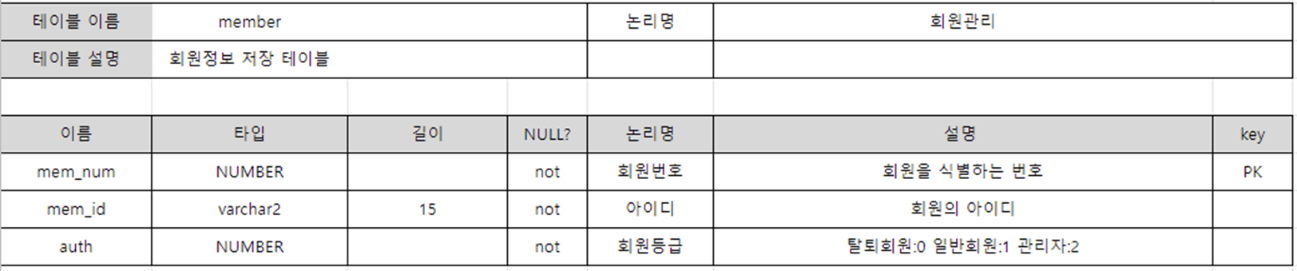 테이블 이름 member 논리명 회원관리
테이블 설명 회원정보 저장 테이블
이름 타입 길이 NULL? 논리명 설명 key
mem_num NUMBER not 회원번호 회원을 식별하는 번호 PK
mem_id varchar2 15 not 아이디 회원의 아이디
auth NUMBER not 회원등급 탈퇴회원:0 일반회원:1 관리자:2